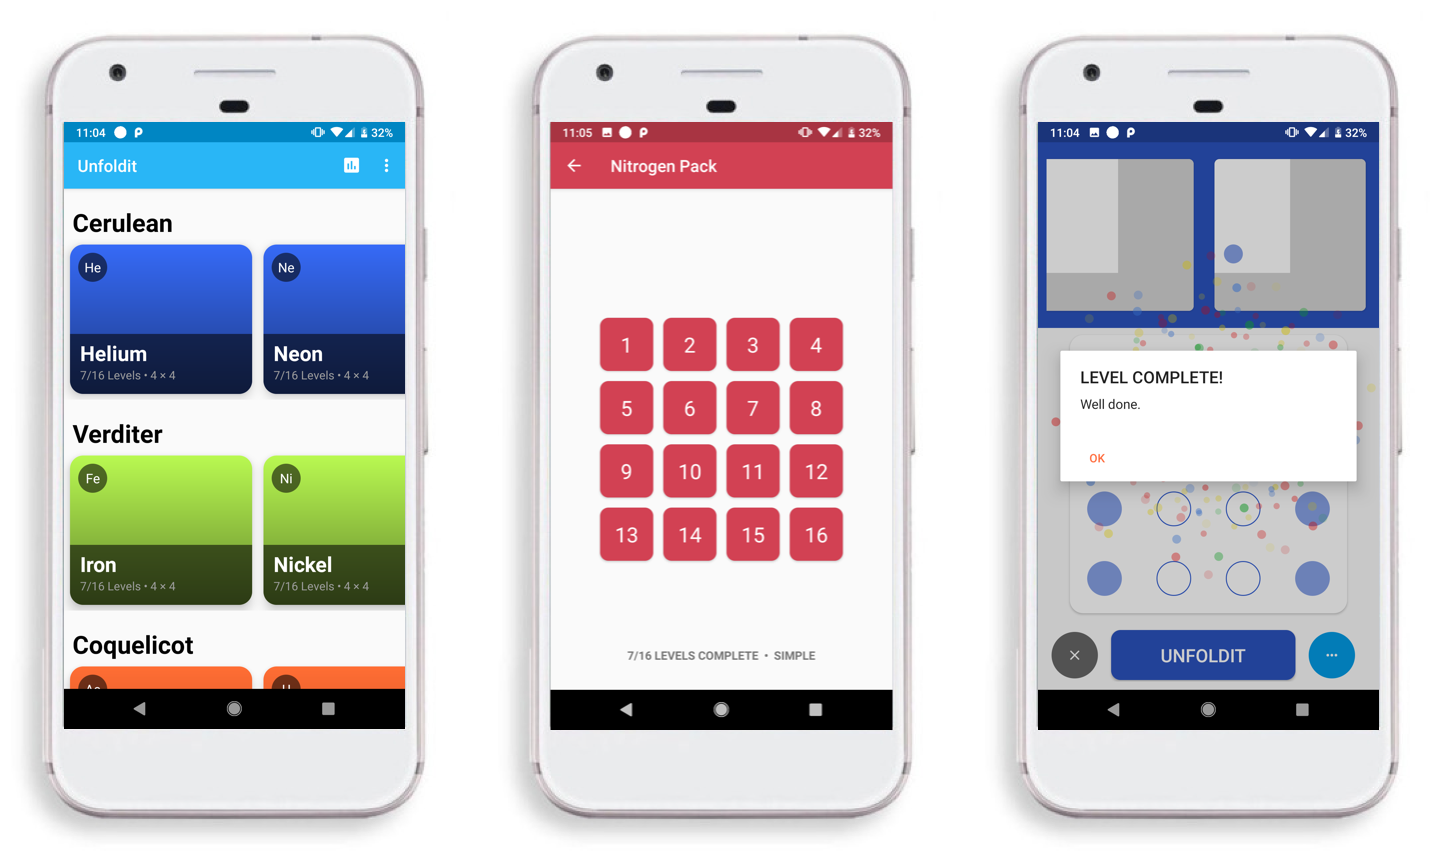 11:04 32%
Unfoldit
Cerulean
He
Ne
Helium
Neon
7/16 Levels • 4 × 4
7/16 Levels • 4 × 4
Verditer
Fe
Ni
Iron
Nickel
7/16 Levels • 4 × 4
7/16 Levels • 4 × 4
Coquelicot
11:05 32%
Nitrogen Pack
1 2 3 4
5 6 7 8
9 10 11 12
13 14 15 16
7/16 LEVELS COMPLETE • SIMPLE
11:04 32%
LEVEL COMPLETE!
Well done.
OK
UNFOLDIT